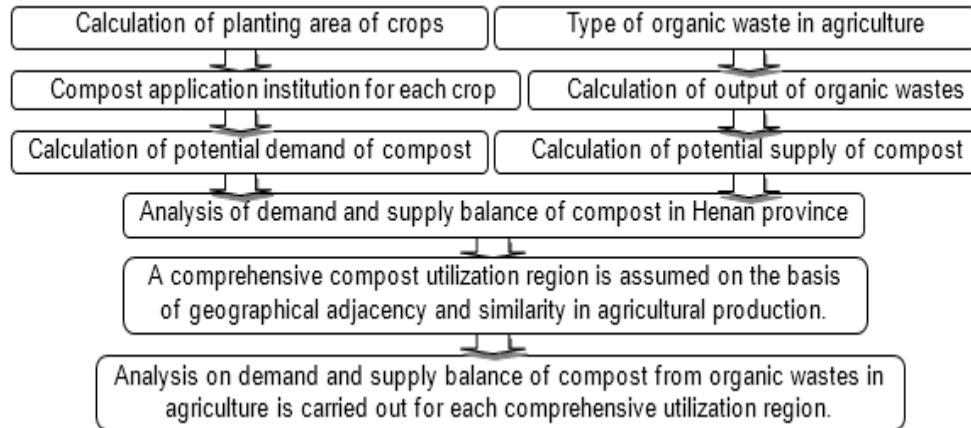 Calculation of planting area of crops
Type of organic waste in agriculture
Compost application institution for each crop
Calculation of output of organic wastes
Calculation of potential demand of compost
Calculation of potential supply of compost
Analysis of demand and supply balance of compost in Henan province
A comprehensive compost utilization region is assumed on the basis
of geographical adjacency and similarity in agricultural production.
Analysis on demand and supply balance of compost from organic wastes in
agriculture is carried out for each comprehensive utilization region.